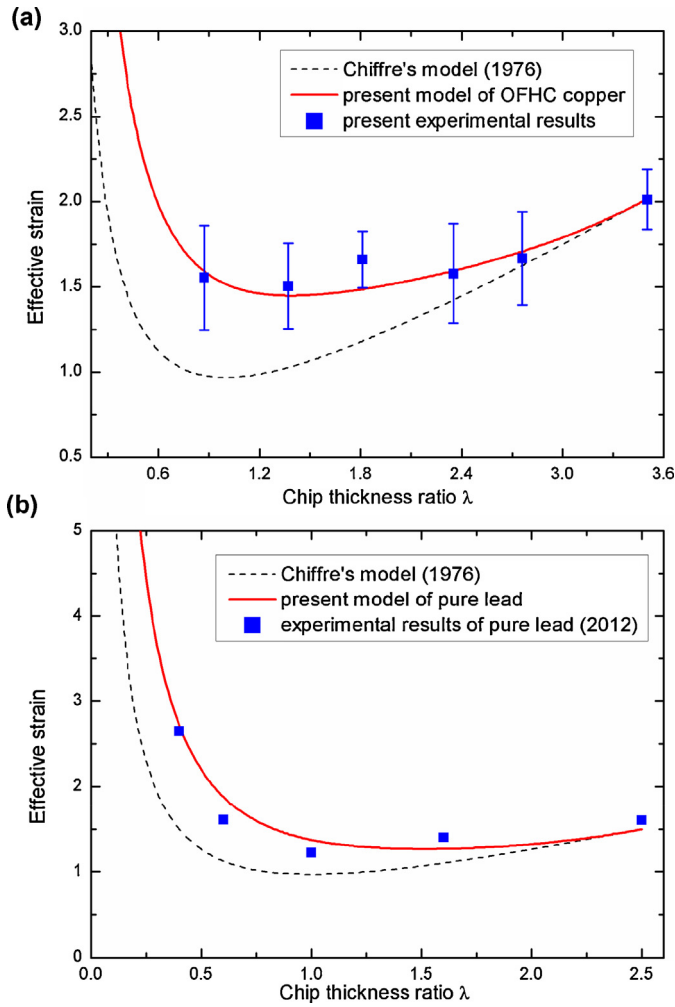 (a)
3.0
2.5
2.0
1.5
1.0
0.5
Effective strain
Chiffre's model (1976)
present model of OFHC copper
present experimental results
0.6 1.2 1.8 2.4 3.0 3.6
Chip thickness ratio λ
(b)
5
4
3
2
1
0
Effective strain
Chiffre's model (1976)
present model of pure lead
experimental results of pure lead (2012)
0.0 0.5 1.0 1.5 2.0 2.5
Chip thickness ratio λ